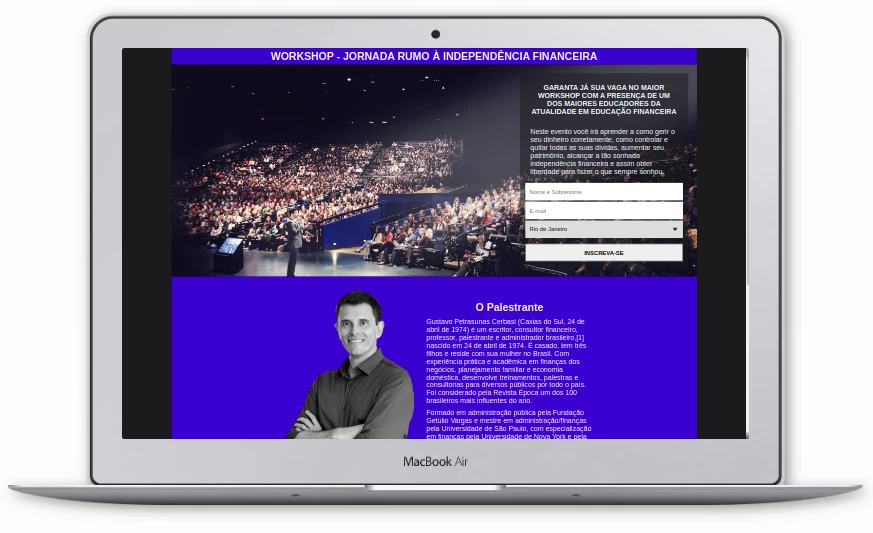 WORKSHOP - JORNADA RUMO À INDEPENDÊNCIA FINANCEIRA
GARANTA JÁ SUA VAGA NO MAIOR
WORKSHOP COM A PRESENÇA DE UM
DOS MAIORES EDUCADORES DA
ATUALIDADE EM EDUCAÇÃO FINANCEIRA
Neste evento você irá aprender a como gerir o
seu dinheiro corretamente, como controlar e
quitar todas as suas dívidas, aumentar seu
patrimônio, alcançar a tão sonhada
independência financeira e assim obter
liberdade para fazer o que sempre sonhou.
Nome e Sobrenome
E-mail
Rio de Janeiro
INSCREVA-SE
O Palestrante
Gustavo Petrasunas Cerbasi (Caxias do Sul, 24 de
abril de 1974) é um escritor, consultor financeiro,
professor, palestrante e administrador brasileiro,[1]
nascido em 24 de abril de 1974. É casado, tem três
filhos e reside com sua mulher no Brasil. Com
experiência prática e acadêmica em finanças dos
negócios, planejamento familiar e economia
doméstica, desenvolve treinamentos, palestras e
consultorias para diversos públicos por todo o país.
Foi considerado pela Revista Época um dos 100
brasileiros mais influentes do ano.
Formado em administração pública pela Fundação
Getúlio Vargas e mestre em administração/finanças
pela Universidade de São Paulo, com especialização
em finanças pela Universidade de Nova York e pela
MacBook Air